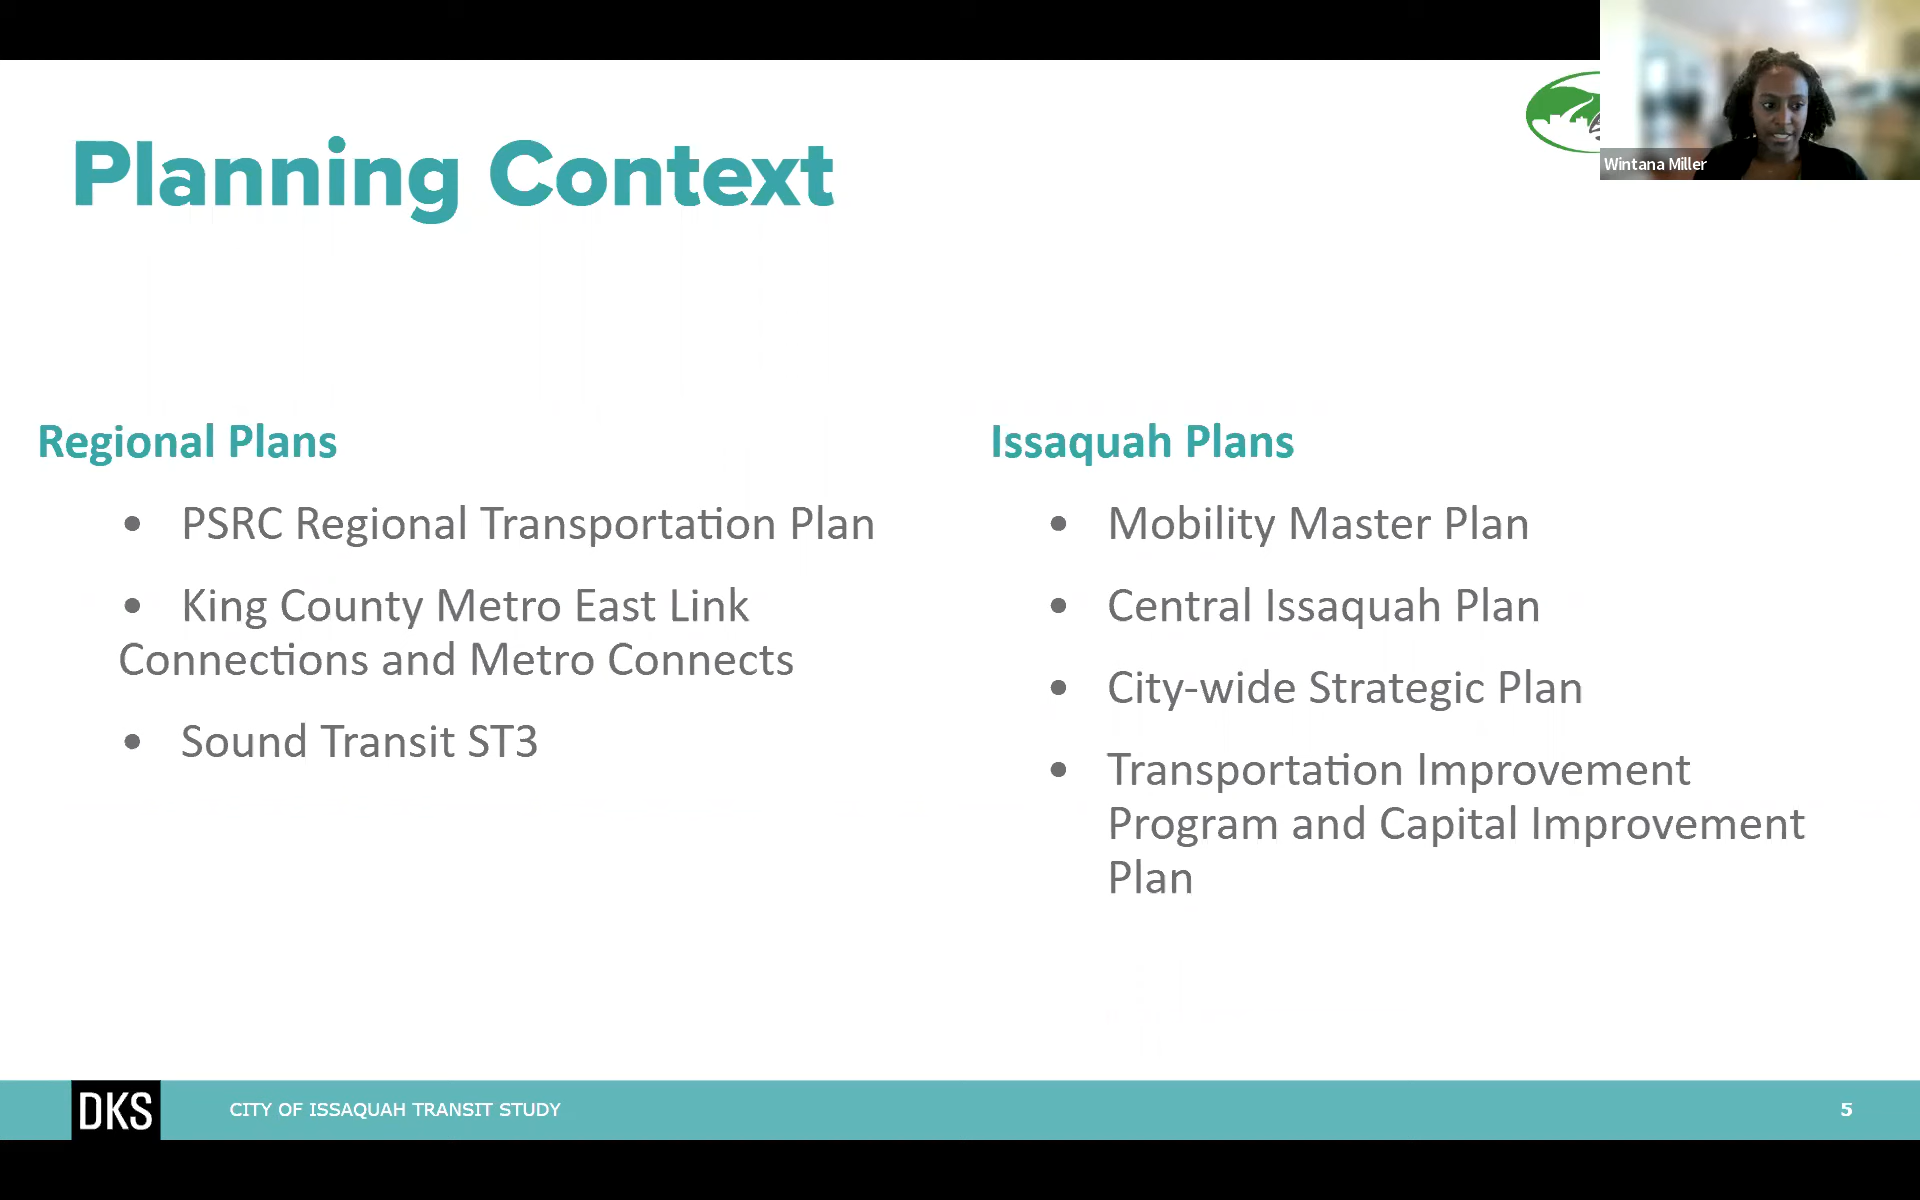 Planning Context
Wintana Miller
Regional Plans
• PSRC Regional Transportation Plan
• King County Metro East Link
Connections and Metro Connects
• Sound Transit ST3
Issaquah Plans
• Mobility Master Plan
• Central Issaquah Plan
• City-wide Strategic Plan
• Transportation Improvement
Program and Capital Improvement
Plan
DKS
CITY OF ISSAQUAH TRANSIT STUDY
5